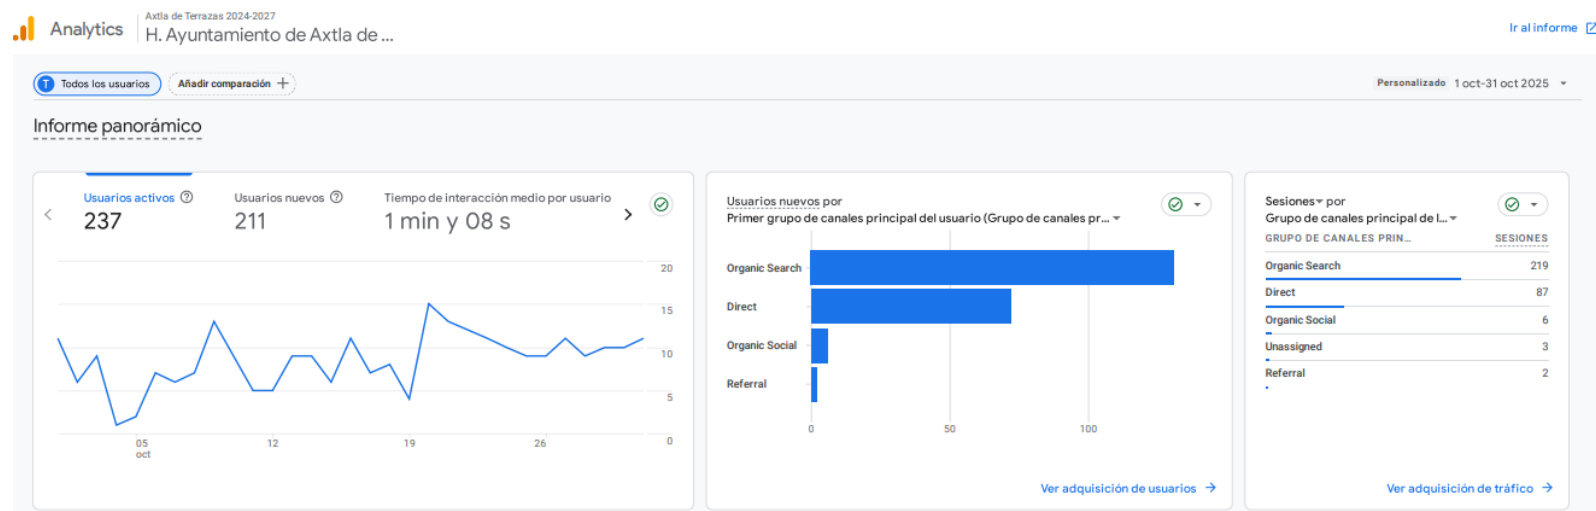 Analytics
Axtla de Terrazas 2024-2027
H. Ayuntamiento de Axtla de ...
Ir al informe
T Todos los usuarios
Añadir comparación +
Personalizado 1 oct-31 oct 2025
Informe panorámico
Usuarios activos
237
Usuarios nuevos
211
Tiempo de interacción medio por usuario
1 min y 08 s
20
15
10
5
0
05
oct
12
19
26
Usuarios nuevos por
Primer grupo de canales principal del usuario (Grupo de canales pr...
Organic Search
Direct
Organic Social
Referral
0
50
100
Ver adquisición de usuarios →
Sesiones por
Grupo de canales principal de l...
GRUPO DE CANALES PRIN... SESIONES
Organic Search 219
Direct 87
Organic Social 6
Unassigned 3
Referral 2
Ver adquisición de tráfico →